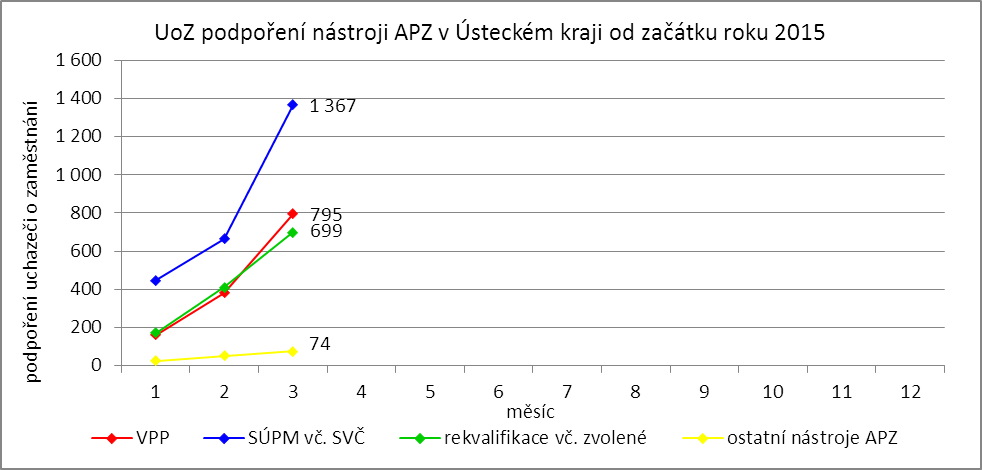 UoZ podpoření nástroji APZ v Ústeckém kraji od začátku roku 2015
podpoření uchazeči o zaměstnání
1 600
1 400
1 200
1 000
800
600
400
200
0
1 367
795
699
74
1 2 3 4 5 6 7 8 9 10 11 12
měsíc
VPP SÚPM vč. SVČ rekvalifikace vč. zvolené ostatní nástroje APZ